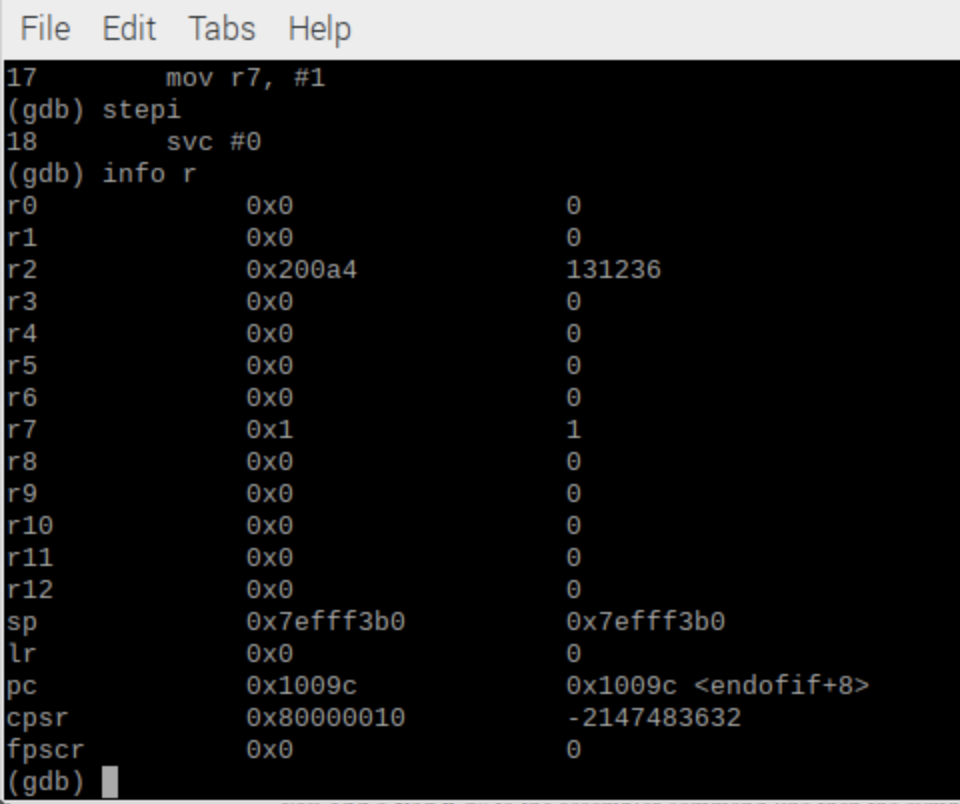 File Edit Tabs Help
17 mov r7, #1
(gdb) stepi
18 svc #0
(gdb) info r
r0 0x0 0
r1 0x0 0
r2 0x200a4 131236
r3 0x0 0
r4 0x0 0
r5 0x0 0
r6 0x0 0
r7 0x1 1
r8 0x0 0
r9 0x0 0
r10 0x0 0
r11 0x0 0
r12 0x0 0
sp 0x7efff3b0 0x7efff3b0
lr 0x0 0
pc 0x1009c 0x1009c <endofif+8>
cpsr 0x80000010 -2147483632
fpscr 0x0 0
(gdb)